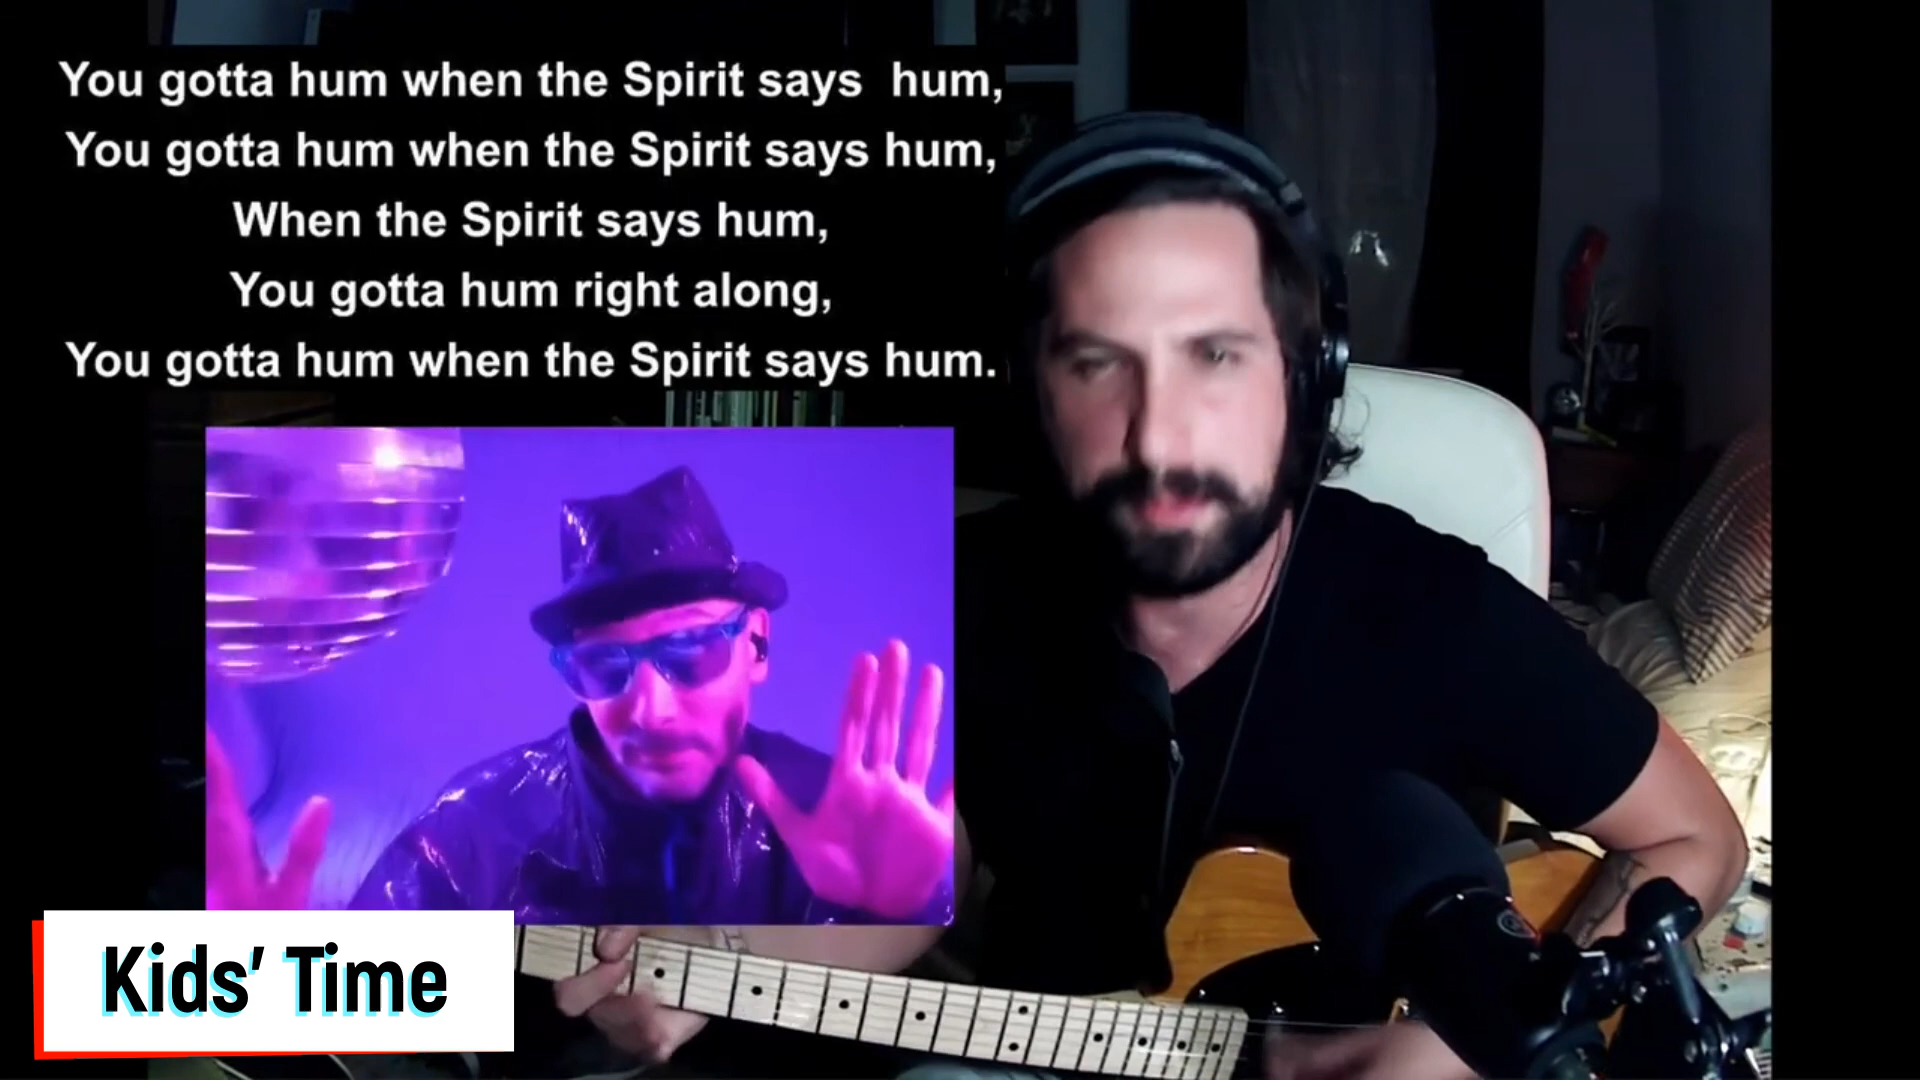 You gotta hum when the Spirit says  hum,
You gotta hum when the Spirit says hum,
When the Spirit says hum,
You gotta hum right along,
You gotta hum when the Spirit says hum.
Kids’ Time